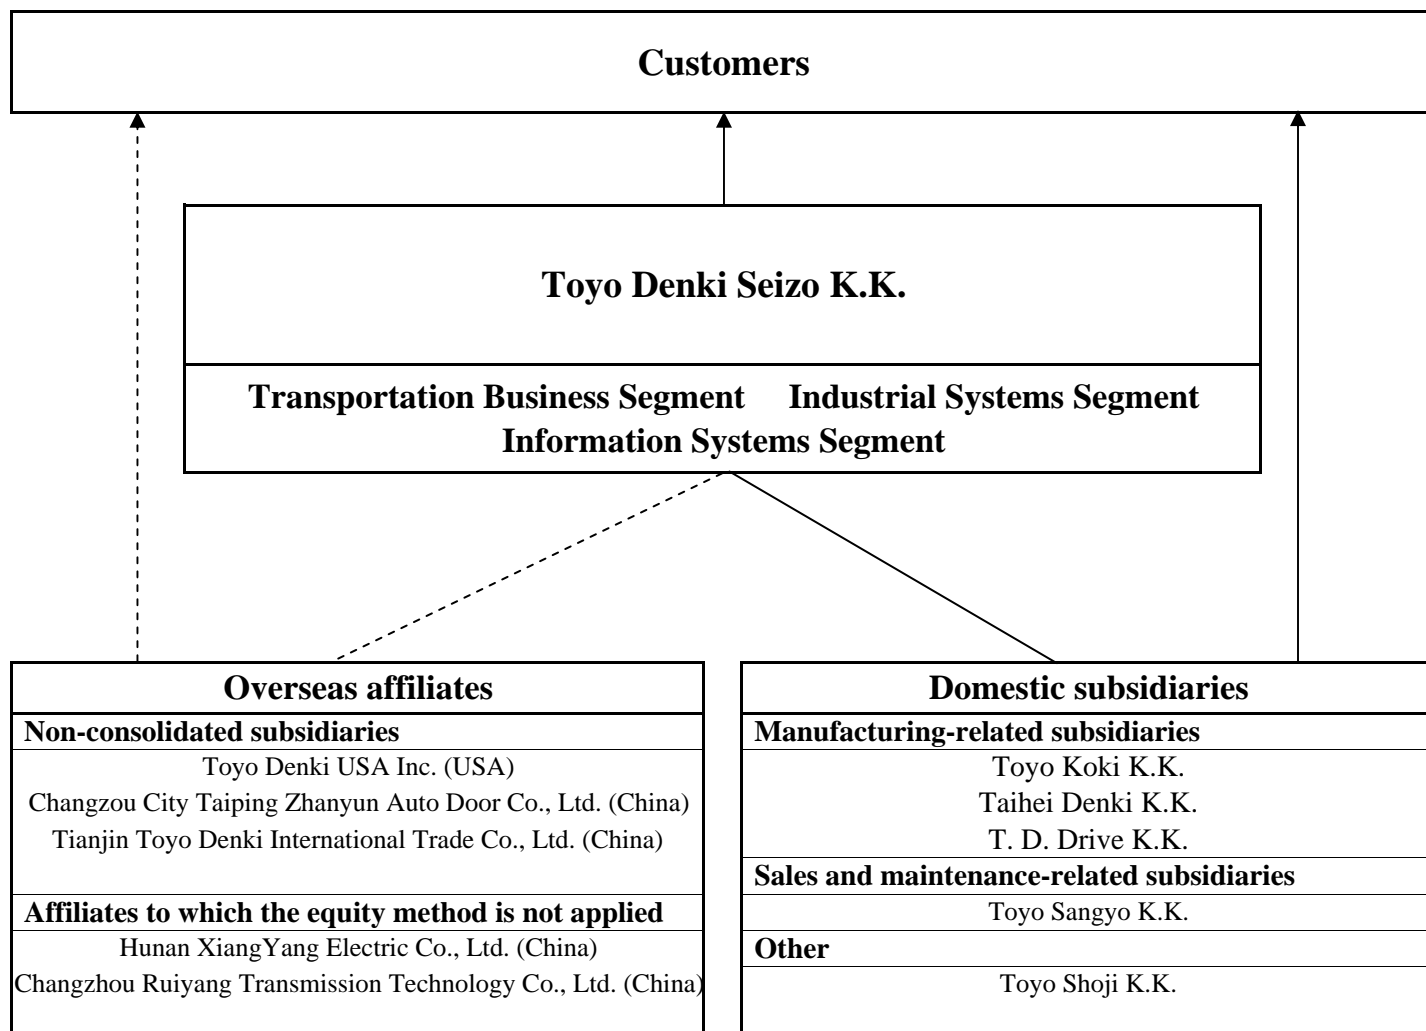 Customers
Toyo Denki Seizo K.K.
Transportation Business Segment Industrial Systems Segment
Information Systems Segment
Overseas affiliates
Non-consolidated subsidiaries
Toyo Denki USA Inc. (USA)
Changzou City Taiping Zhanyun Auto Door Co., Ltd. (China)
Tianjin Toyo Denki International Trade Co., Ltd. (China)
Affiliates to which the equity method is not applied
Hunan XiangYang Electric Co., Ltd. (China)
Changzhou Ruiyang Transmission Technology Co., Ltd. (China)
Domestic subsidiaries
Manufacturing-related subsidiaries
Toyo Koki K.K.
Taihei Denki K.K.
T. D. Drive K.K.
Sales and maintenance-related subsidiaries
Toyo Sangyo K.K.
Other
Toyo Shoji K.K.